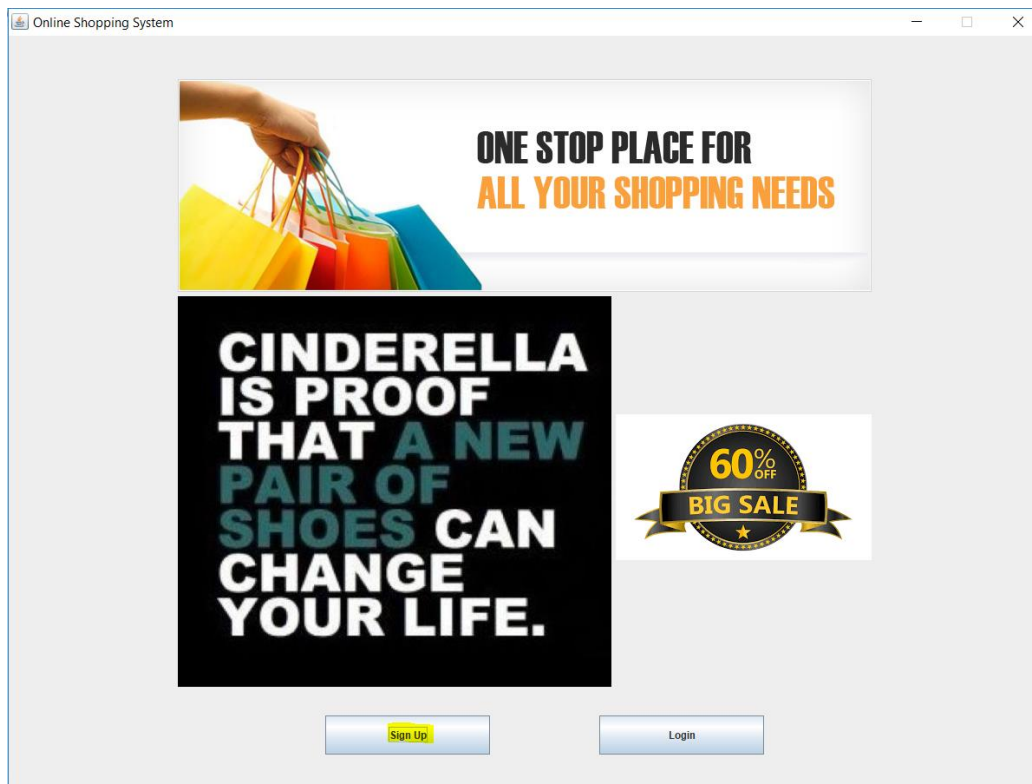 Online Shopping System
ONE STOP PLACE FOR
ALL YOUR SHOPPING NEEDS
CINDERELLA
IS PROOF
THAT A NEW
PAIR OF
SHOES CAN
CHANGE
YOUR LIFE.
60% OFF
BIG SALE
Sign Up
Login